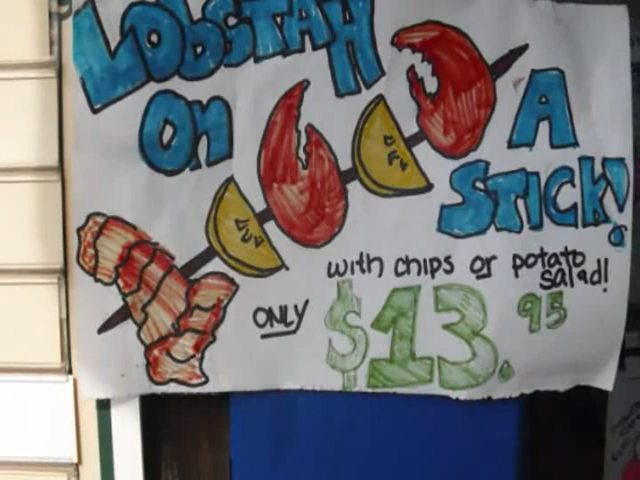 LOBSTAH
On A
STICK!
with chips or potato
salad!
ONLY $13.95